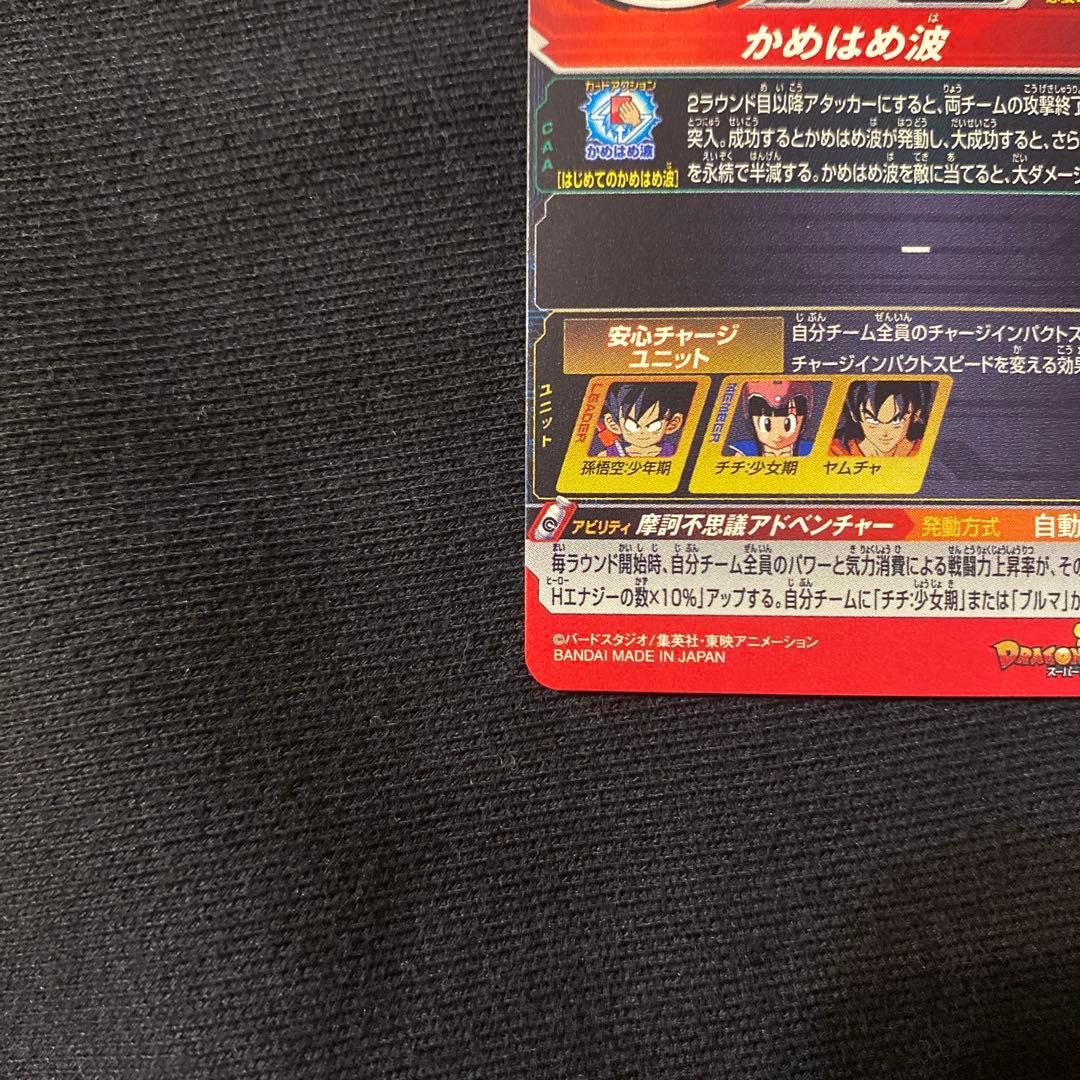 かめはめ波
カードアクション
かめはめ波
[はじめてのかめはめ波]
CAA
2ラウンド目以降アタッカーにすると、両チームの攻撃終了
突入。成功するとかめはめ波が発動し、大成功すると、さら
を永続で半減する。かめはめ波を敵に当てると、大ダメージ
ー
ユニット
安心チャージ
ユニット
自分チーム全員のチャージインパクトス
チャージインパクトスピードを変える効果
LEADER
孫悟空:少年期
MEMBER
チチ:少女期
ヤムチャ
アビリティ 摩訶不思議アドベンチャー 発動方式 自動
毎ラウンド開始時、自分チーム全員のパワーと気力消費による戦闘力上昇率が、その
Hエナジーの数×10%」アップする。自分チームに「チチ:少女期」または「ブルマ」が
©バードスタジオ/集英社・東映アニメーション
BANDAI MADE IN JAPAN
DRAGON
スーパー